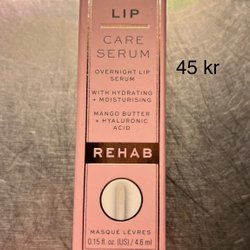 LIP
CARE
SERUM
45 kr
OVERNIGHT LIP
SERUM
WITH HYDRATING
+ MOISTURISING
MANGO BUTTER
+ HYALURONIC
ACID
REHAB
MASQUE LÈVRES
0.15 fl. oz. (US) / 4.6 ml